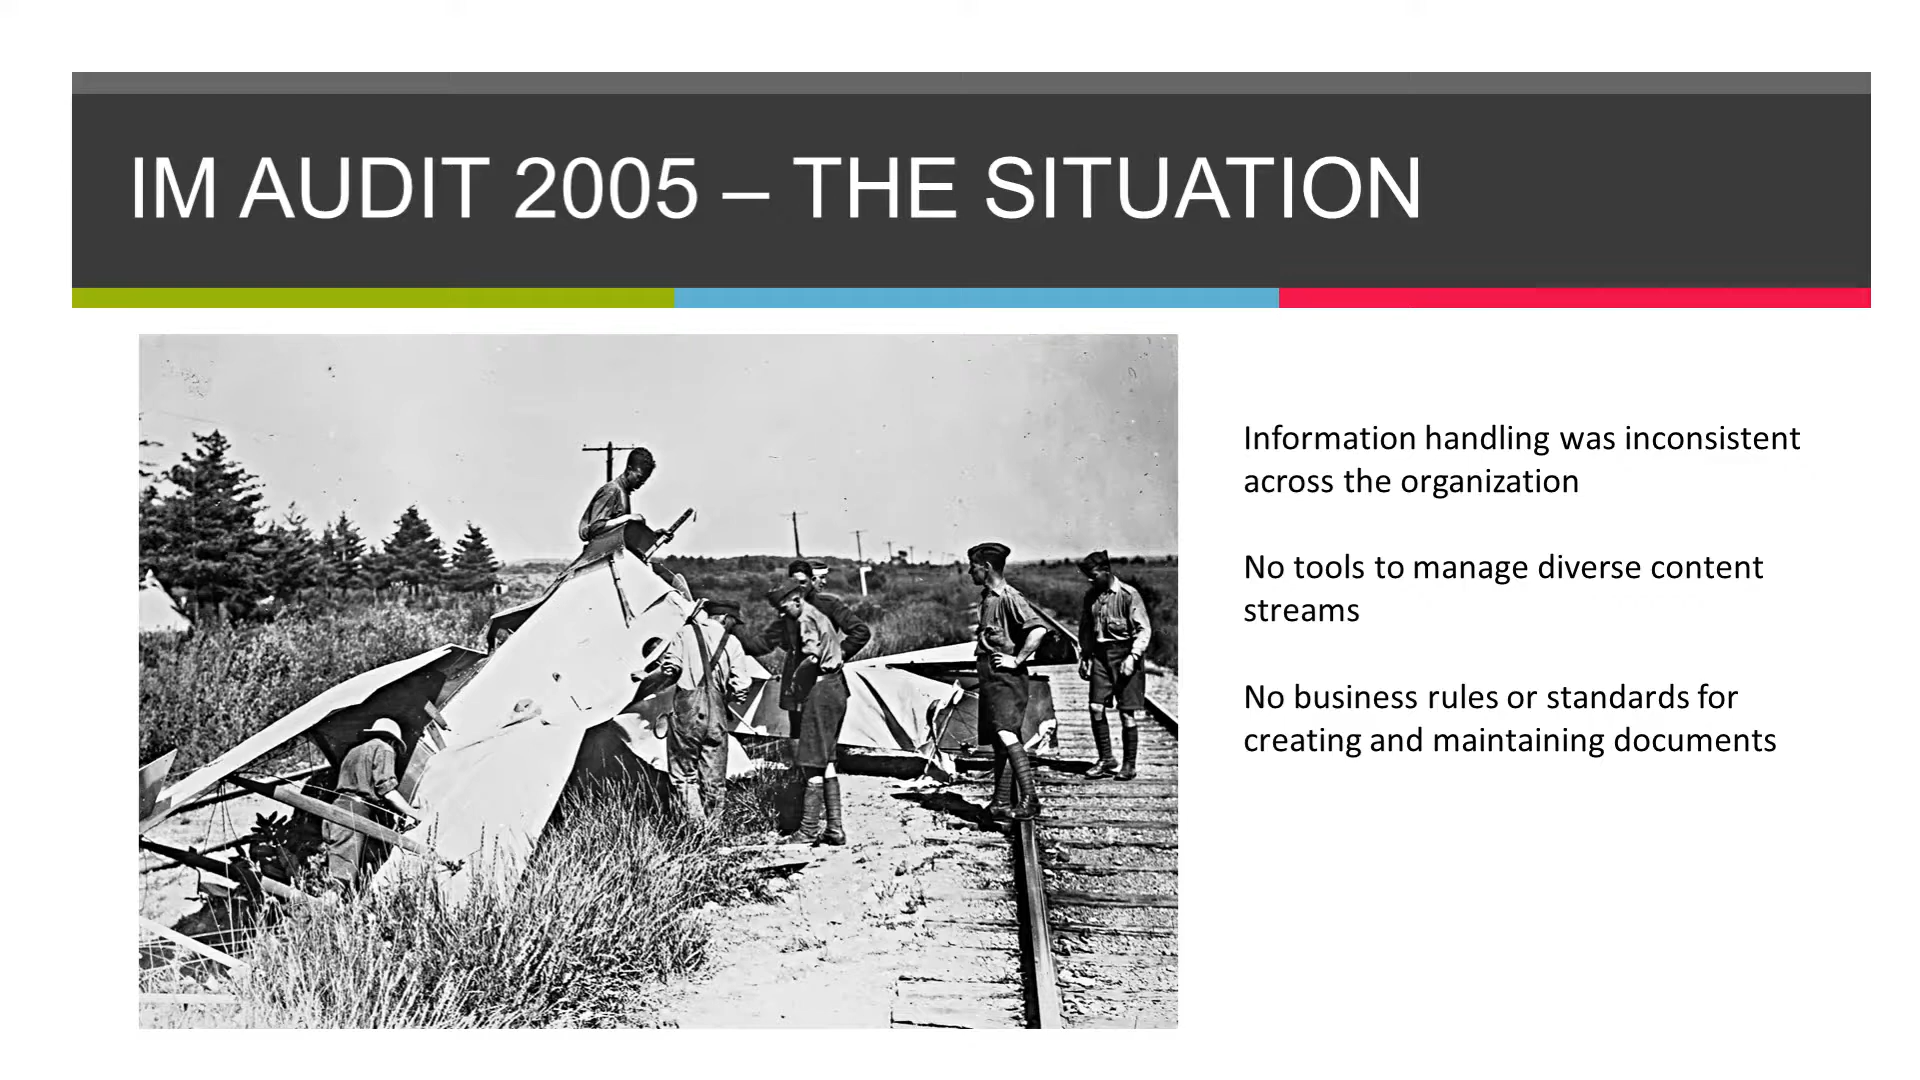 IM AUDIT 2005 – THE SITUATION
Information handling was inconsistent
across the organization
No tools to manage diverse content
streams
No business rules or standards for
creating and maintaining documents